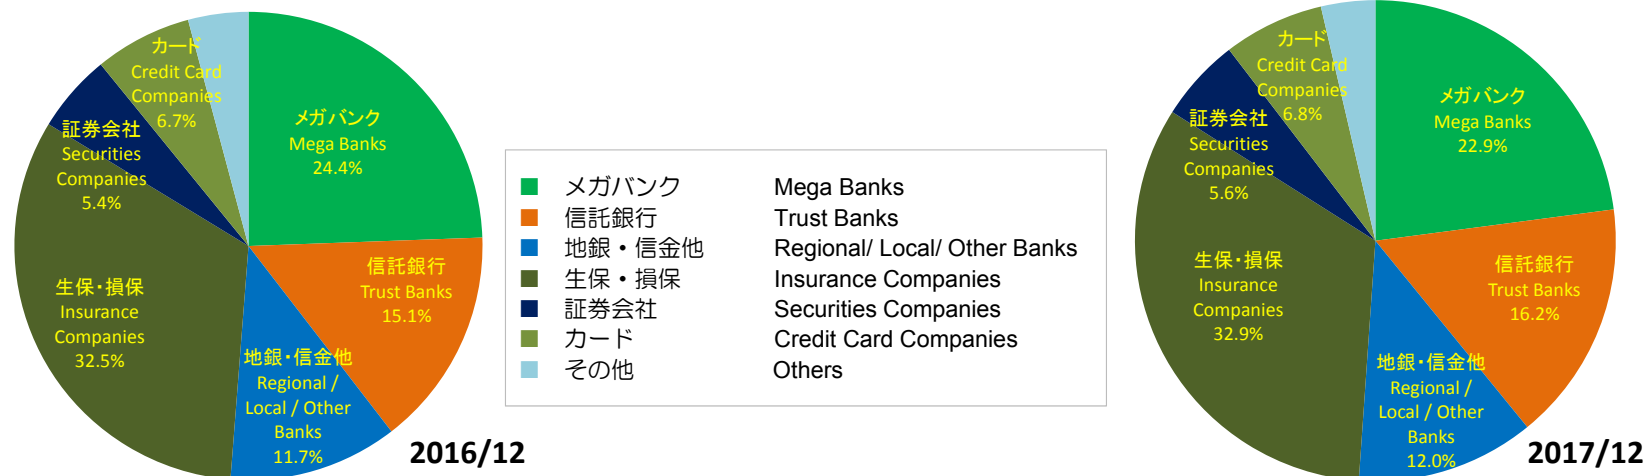 カード
Credit Card
Companies
6.7%
メガバンク
Mega Banks
24.4%
証券会社
Securities
Companies
5.4%
信託銀行
Trust Banks
15.1%
生保・損保
Insurance
Companies
32.5%
地銀・信金他
Regional /
Local / Other
Banks
11.7%
2016/12
メガバンク Mega Banks
信託銀行 Trust Banks
地銀・信金他 Regional/ Local/ Other Banks
生保・損保 Insurance Companies
証券会社 Securities Companies
カード Credit Card Companies
その他 Others
カード
Credit Card
Companies
6.8%
メガバンク
Mega Banks
22.9%
証券会社
Securities
Companies
5.6%
信託銀行
Trust Banks
16.2%
生保・損保
Insurance
Companies
32.9%
地銀・信金他
Regional /
Local / Other
Banks
12.0%
2017/12